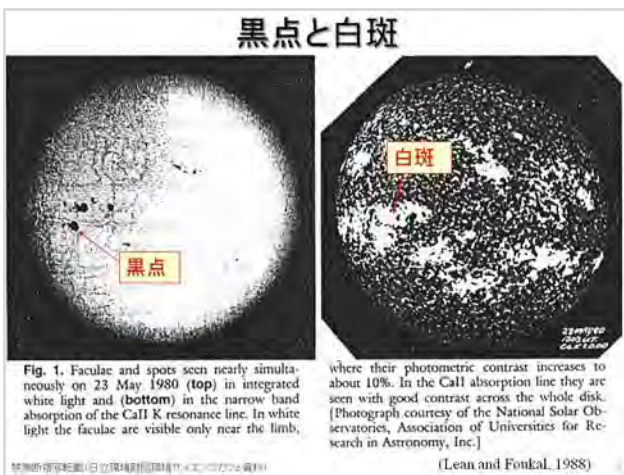 黒点と白斑
白斑
黒点
23 May 80
Fig. 1. Faculae and spots seen nearly simulta-
neously on 23 May 1980 (top) in integrated
white light and (bottom) in the narrow band
absorption of the CaII K resonance line. In white
light the faculae are visible only near the limb,
where their photometric contrast increases to
about 10%. In the CaII absorption line they are
seen with good contrast across the whole disk.
[Photograph courtesy of the National Solar Ob-
servatories, Association of Universities for Re-
search in Astronomy, Inc.]
(Lean and Foukal, 1988)